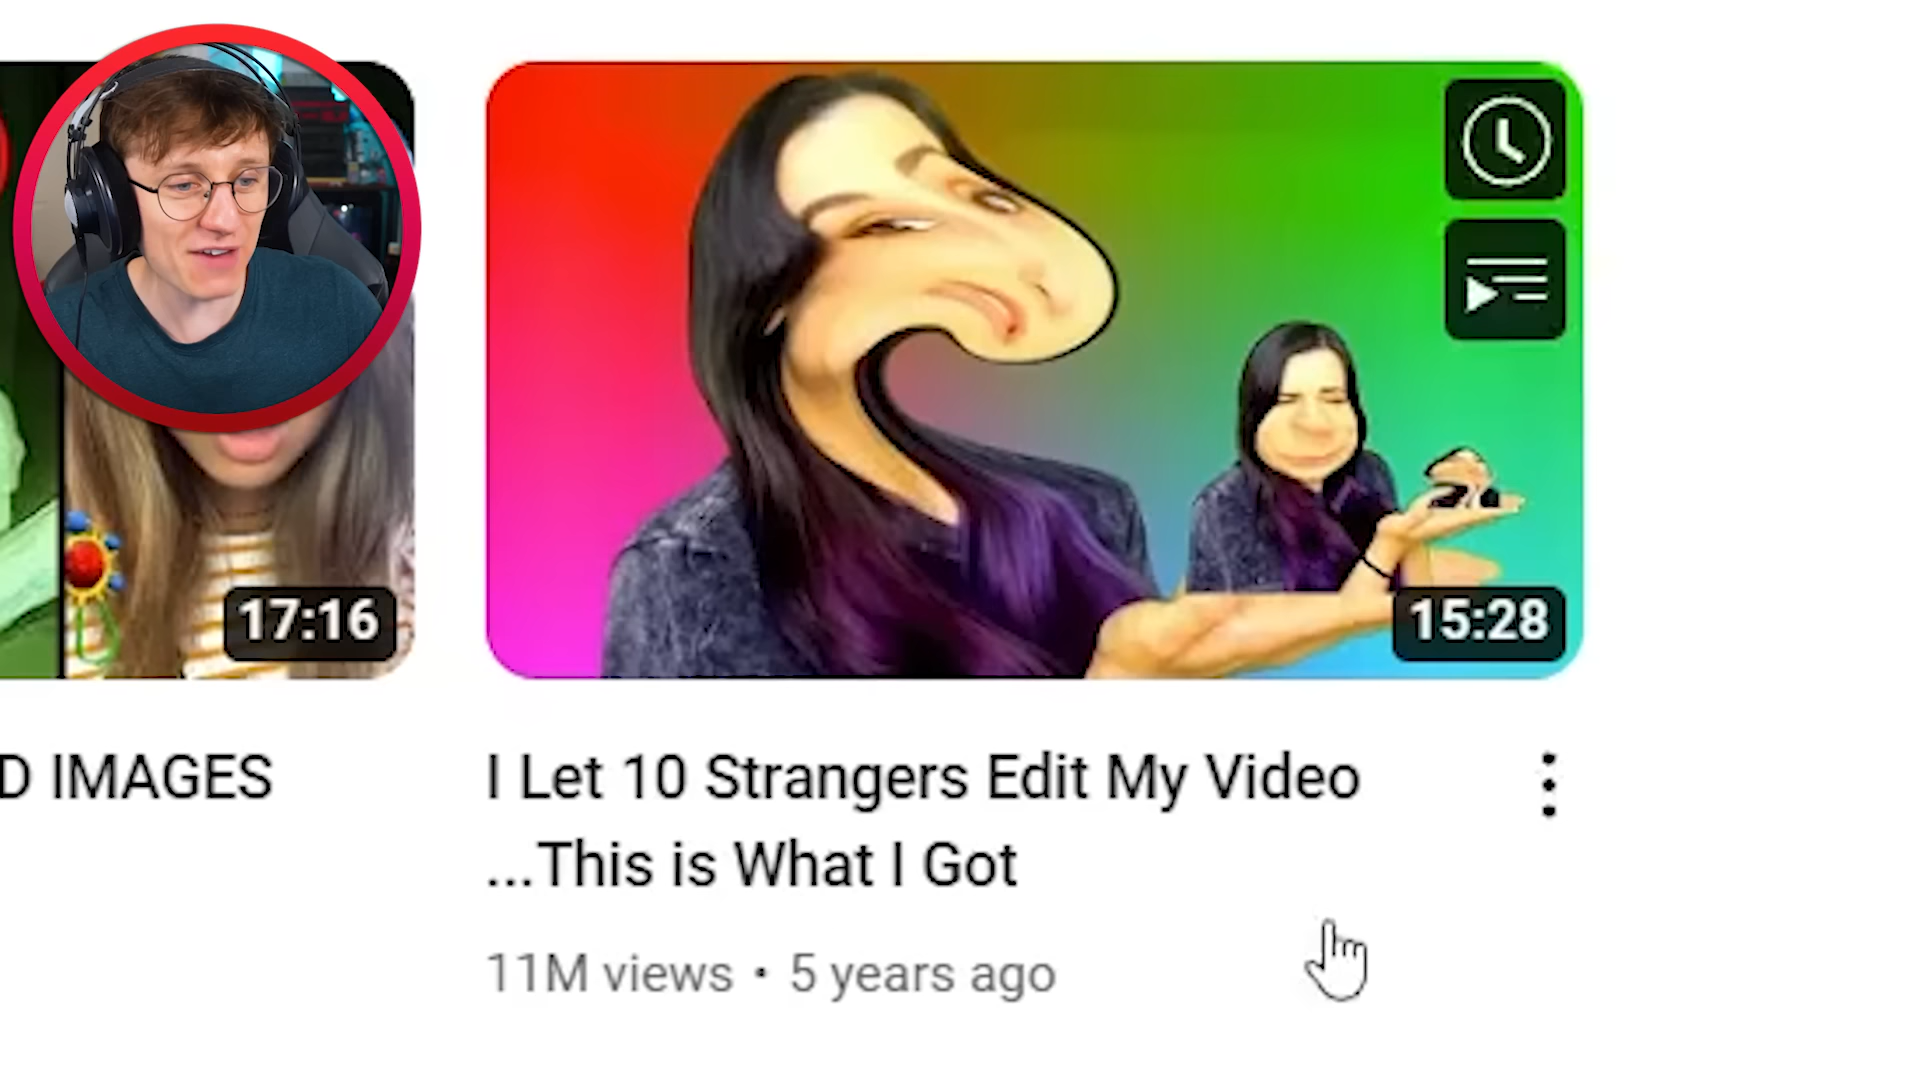 17:16
15:28
D IMAGES
I Let 10 Strangers Edit My Video
...This is What I Got
11M views • 5 years ago